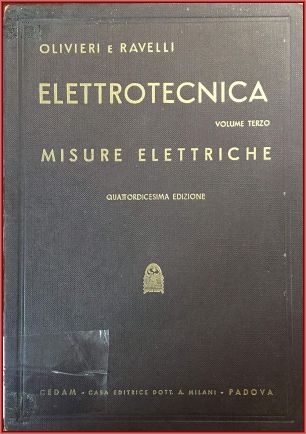 OLIVIERI E RAVELLI
ELETTROTECNICA
VOLUME TERZO
MISURE ELETTRICHE
QUATTORDICESIMA EDIZIONE
CEDAM - CASA EDITRICE DOTT. A. MILANI - PADOVA